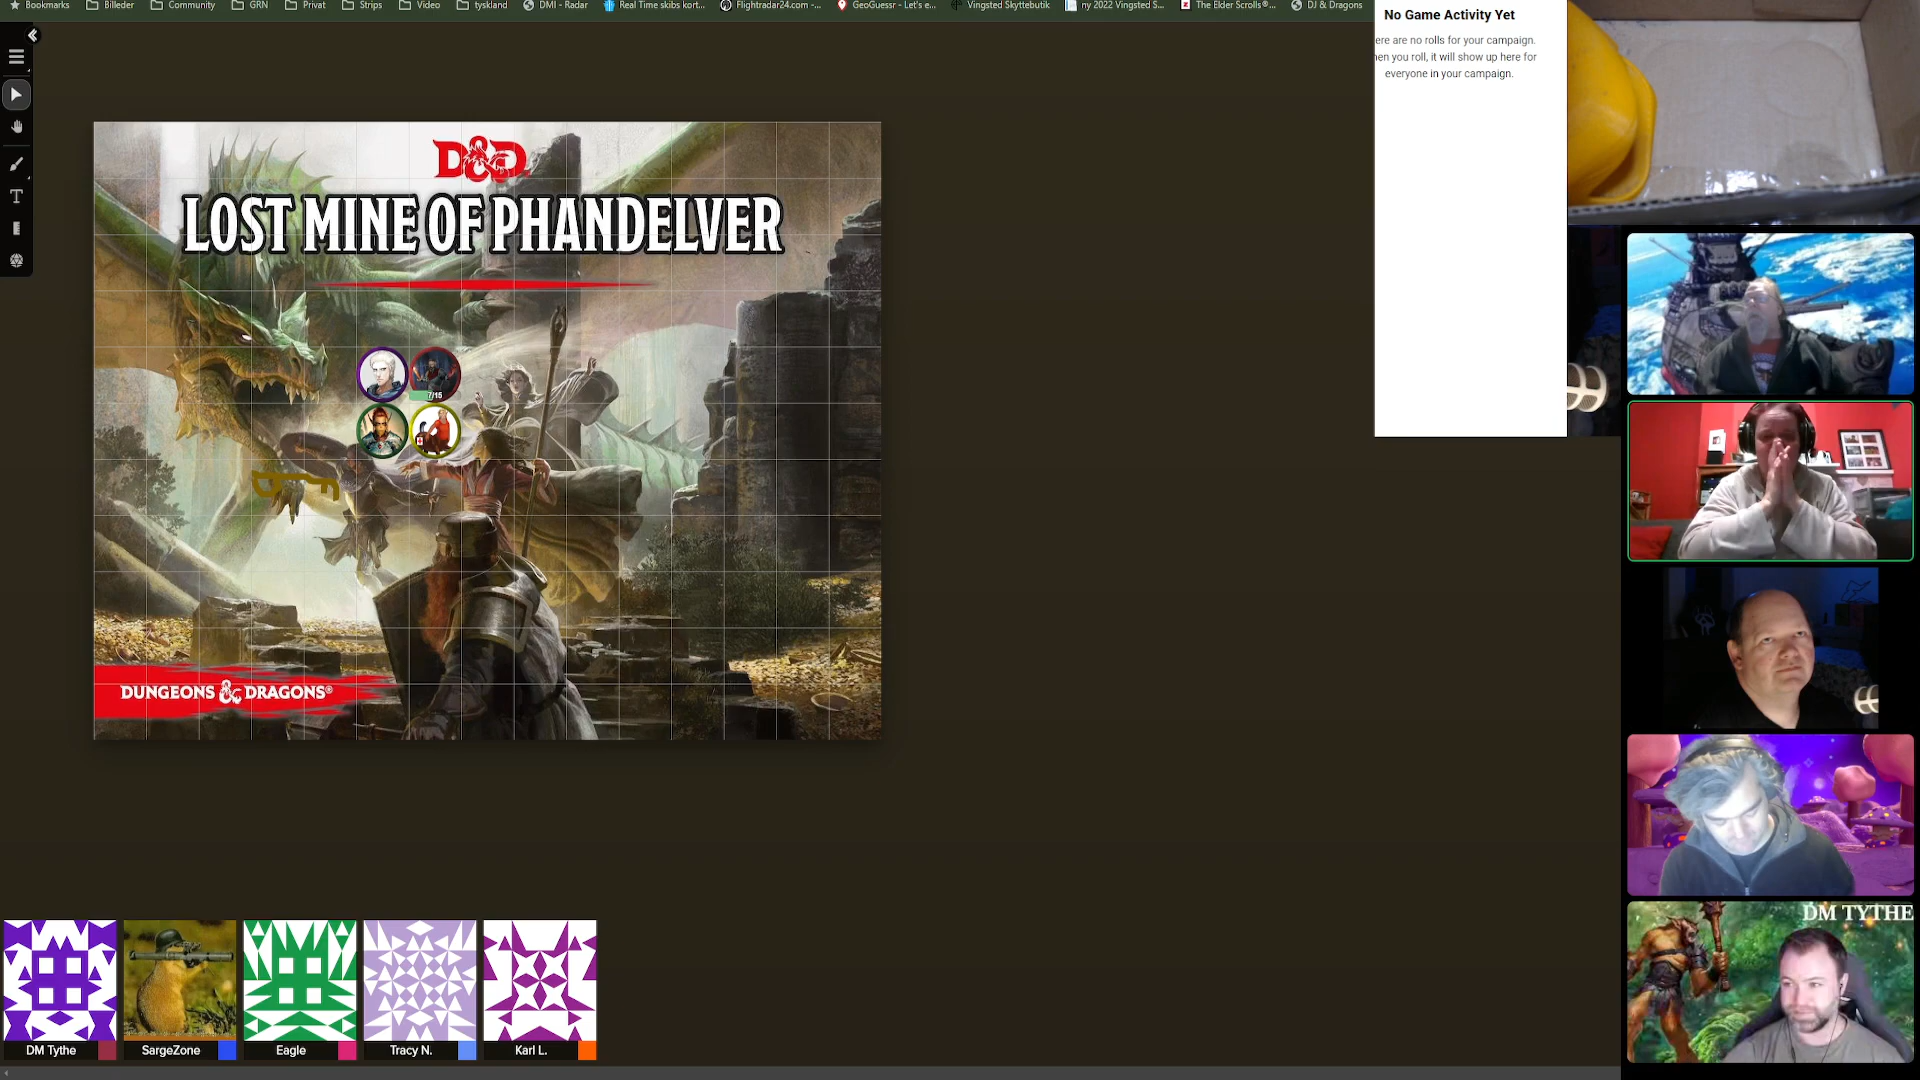 Bookmarks Billeder Community GRN Privat Strips Video tyskland DMI - Radar Real Time skibs kort... Flightradar24.com -... GeoGuessr - Let's e... Vingsted Skyttebutik ny 2022 Vingsted S... The Elder Scrolls®... DJ & Dragons
No Game Activity Yet
ere are no rolls for your campaign.
en you roll, it will show up here for
everyone in your campaign.
D&D
LOST MINE OF PHANDELVER
7/15
DUNGEONS & DRAGONS®
DM TYTHE
DM Tythe SargeZone Eagle Tracy N. Karl L.